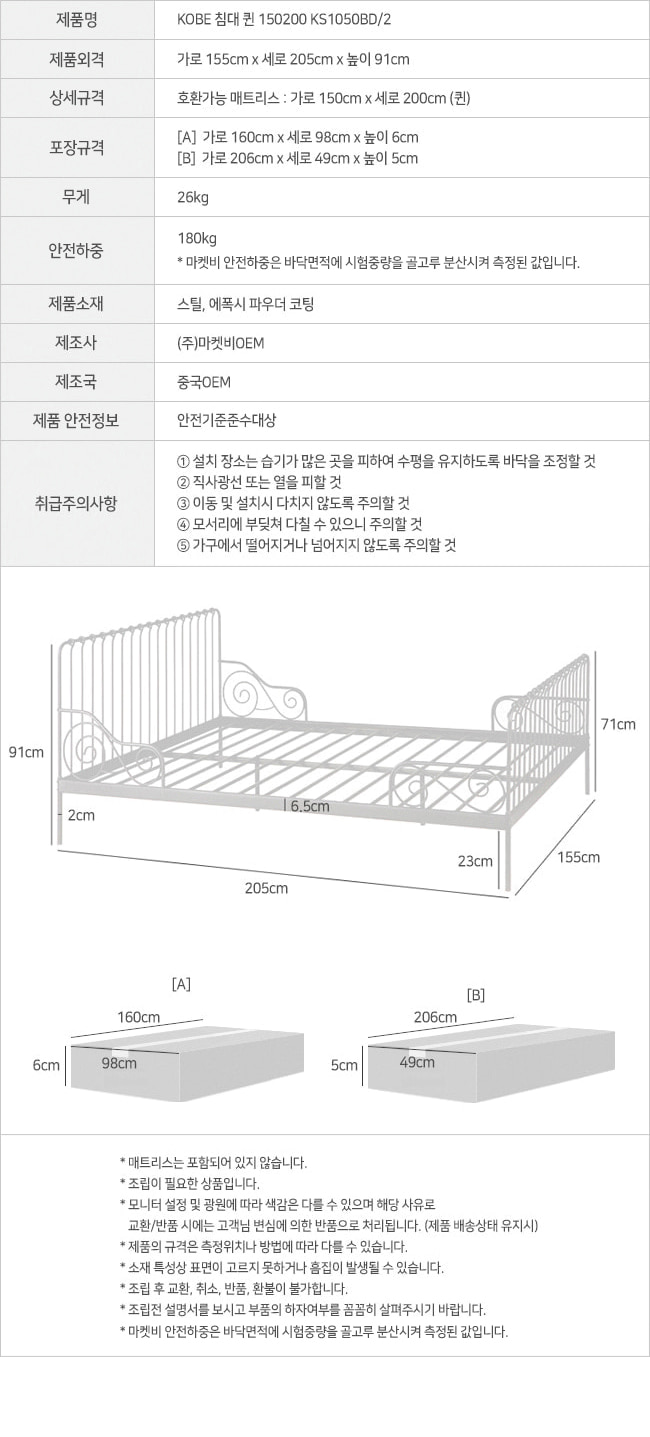 제품명
KOBE 침대 퀸 150200 KS1050BD/2
제품외격
가로 155cm x 세로 205cm x 높이 91cm
상세규격
호환가능 매트리스 : 가로 150cm x 세로 200cm (퀸)
포장규격
[A] 가로 160cm x 세로 98cm x 높이 6cm
[B] 가로 206cm x 세로 49cm x 높이 5cm
무게
26kg
안전하중
180kg
* 마켓비 안전하중은 바닥면적에 시험중량을 골고루 분산시켜 측정된 값입니다.
제품소재
스틸, 에폭시 파우더 코팅
제조사
(주)마켓비OEM
제조국
중국OEM
제품 안전정보
안전기준준수대상
취급주의사항
① 설치 장소는 습기가 많은 곳을 피하여 수평을 유지하도록 바닥을 조정할 것
② 직사광선 또는 열을 피할 것
③ 이동 및 설치시 다치지 않도록 주의할 것
④ 모서리에 부딪쳐 다칠 수 있으니 주의할 것
⑤ 가구에서 떨어지거나 넘어지지 않도록 주의할 것
91cm
71cm
2cm
6.5cm
23cm
155cm
205cm
[A]
160cm
6cm
98cm
[B]
206cm
5cm
49cm
* 매트리스는 포함되어 있지 않습니다.
* 조립이 필요한 상품입니다.
* 모니터 설정 및 광원에 따라 색감은 다를 수 있으며 해당 사유로
교환/반품 시에는 고객님 변심에 의한 반품으로 처리됩니다. (제품 배송상태 유지시)
* 제품의 규격은 측정위치나 방법에 따라 다를 수 있습니다.
* 소재 특성상 표면이 고르지 못하거나 흠집이 발생될 수 있습니다.
* 조립 후 교환, 취소, 반품, 환불이 불가합니다.
* 조립전 설명서를 보시고 부품의 하자여부를 꼼꼼히 살펴주시기 바랍니다.
* 마켓비 안전하중은 바닥면적에 시험중량을 골고루 분산시켜 측정된 값입니다.